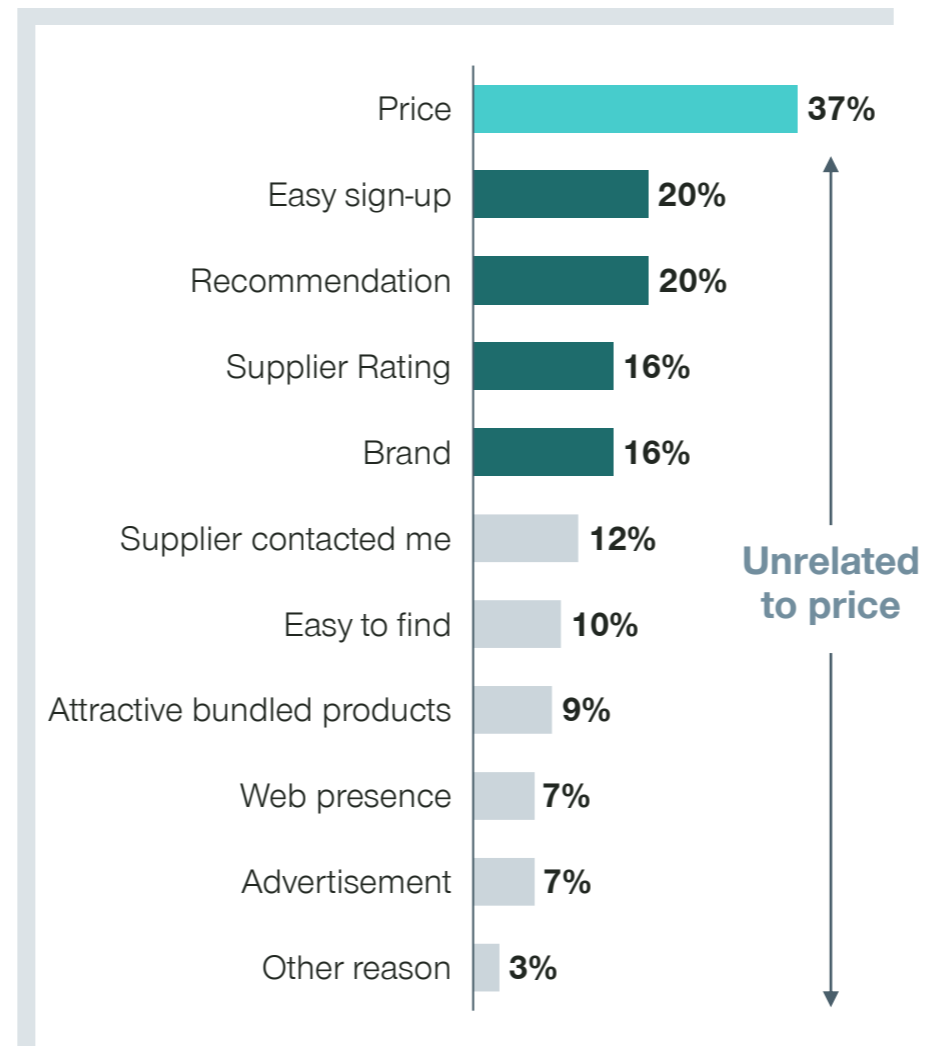 Price 37%
Easy sign-up 20%
Recommendation 20%
Supplier Rating 16%
Brand 16%
Supplier contacted me 12%
Easy to find 10%
Attractive bundled products 9%
Web presence 7%
Advertisement 7%
Other reason 3%
Unrelated
to price